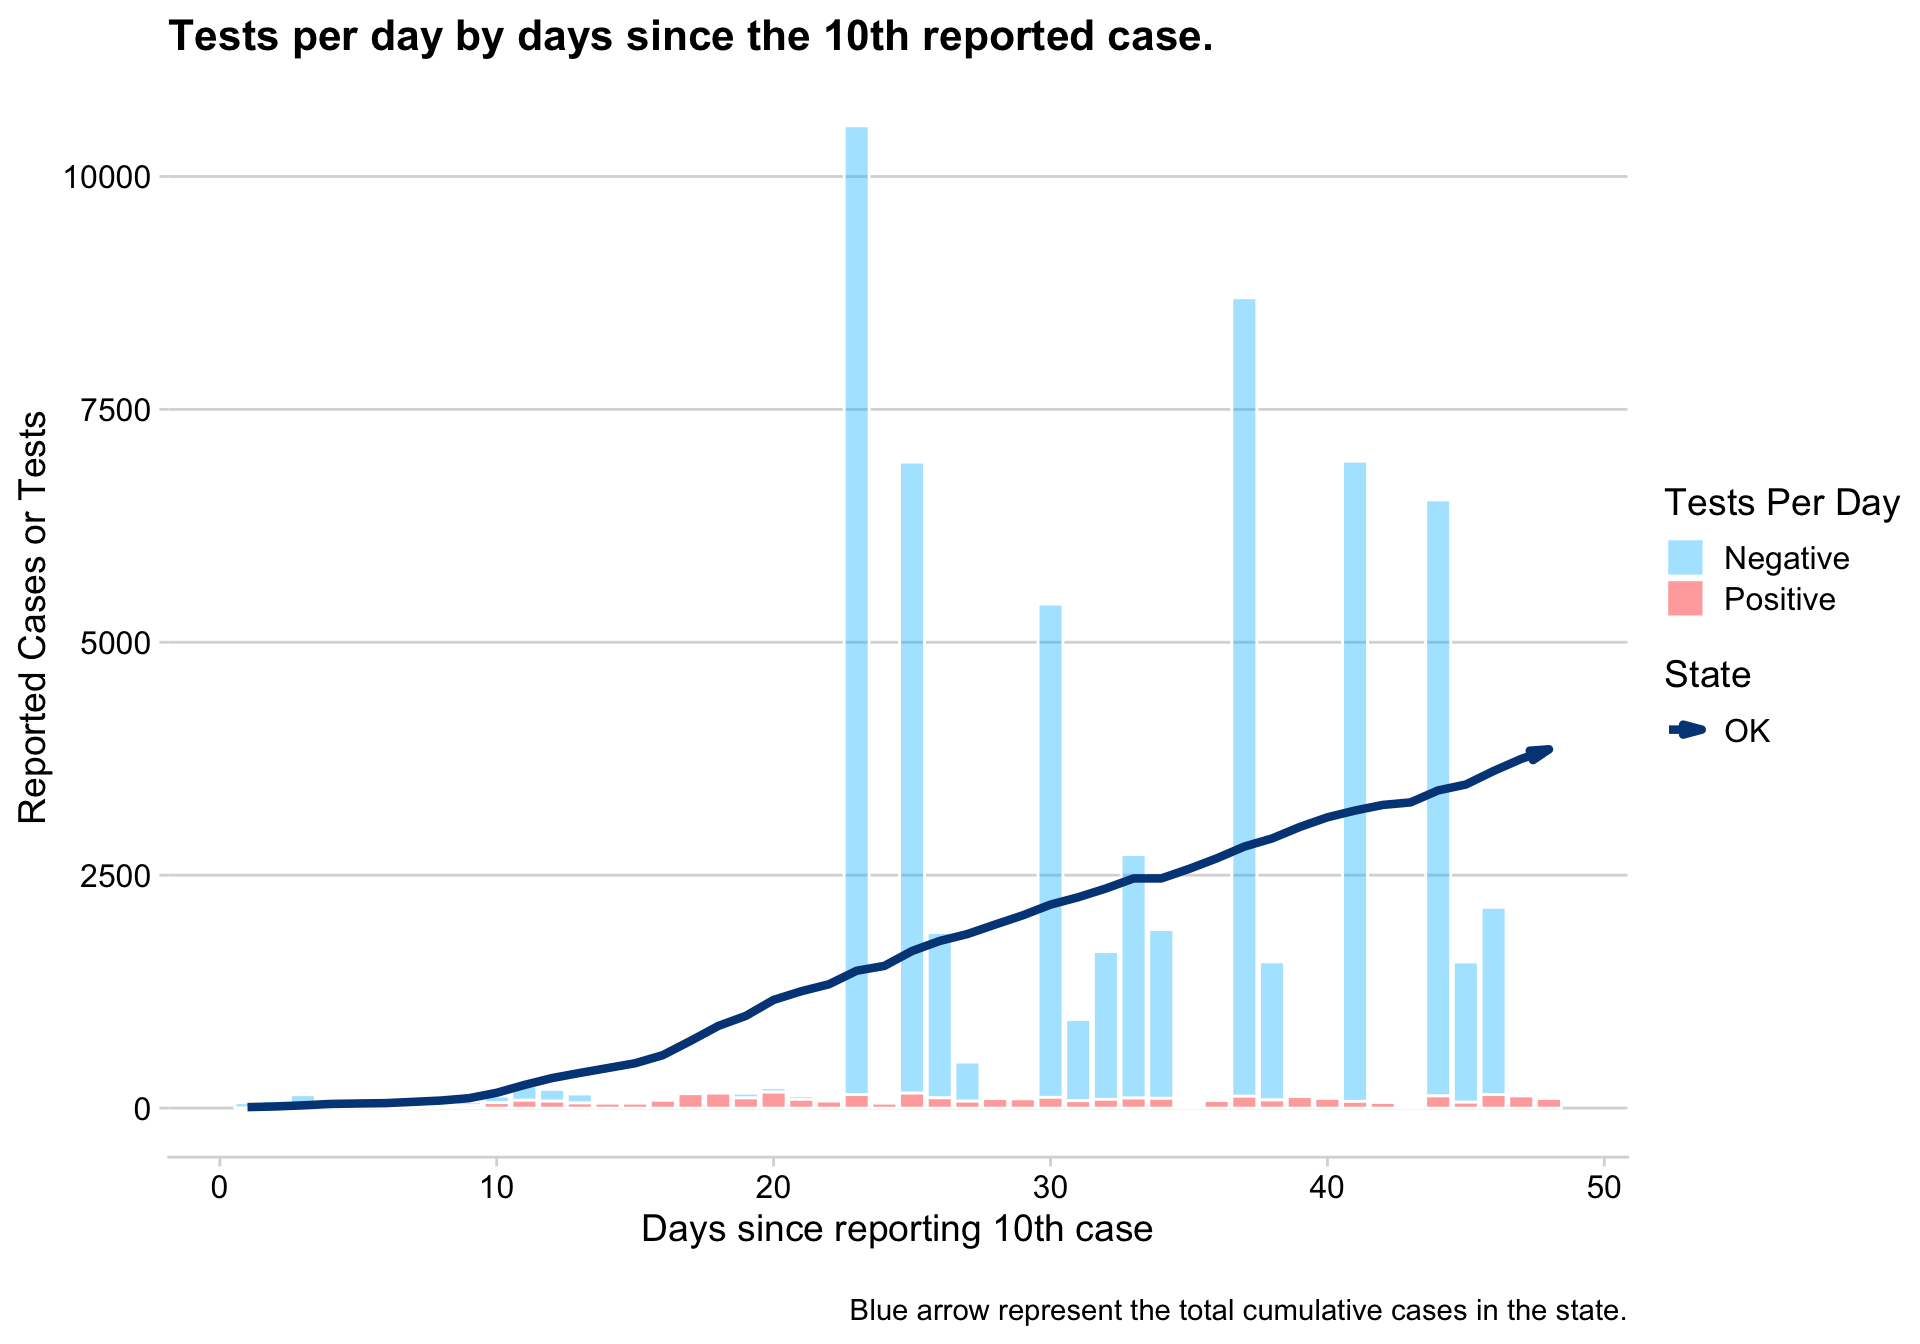 Tests per day by days since the 10th reported case.
10000
7500
5000
2500
0
Reported Cases or Tests
0 10 20 30 40 50
Days since reporting 10th case
Tests Per Day
Negative
Positive
State
OK
Blue arrow represent the total cumulative cases in the state.